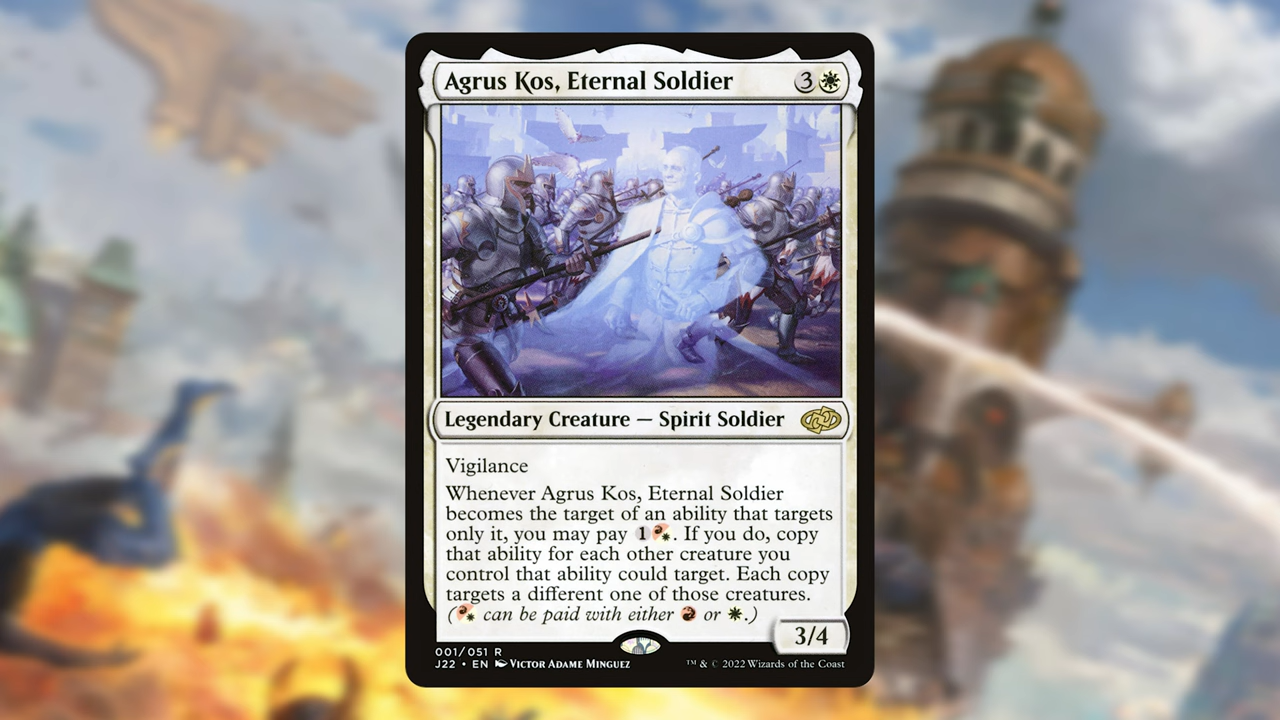 Agrus Kos, Eternal Soldier 3
Legendary Creature — Spirit Soldier
Vigilance
Whenever Agrus Kos, Eternal Soldier
becomes the target of an ability that targets
only it, you may pay 1 . If you do, copy
that ability for each other creature you
control that ability could target. Each copy
targets a different one of those creatures.
( can be paid with either or .)
3/4
001/051 R
J22 • EN Victor Adame Minguez
™ & © 2022 Wizards of the Coast